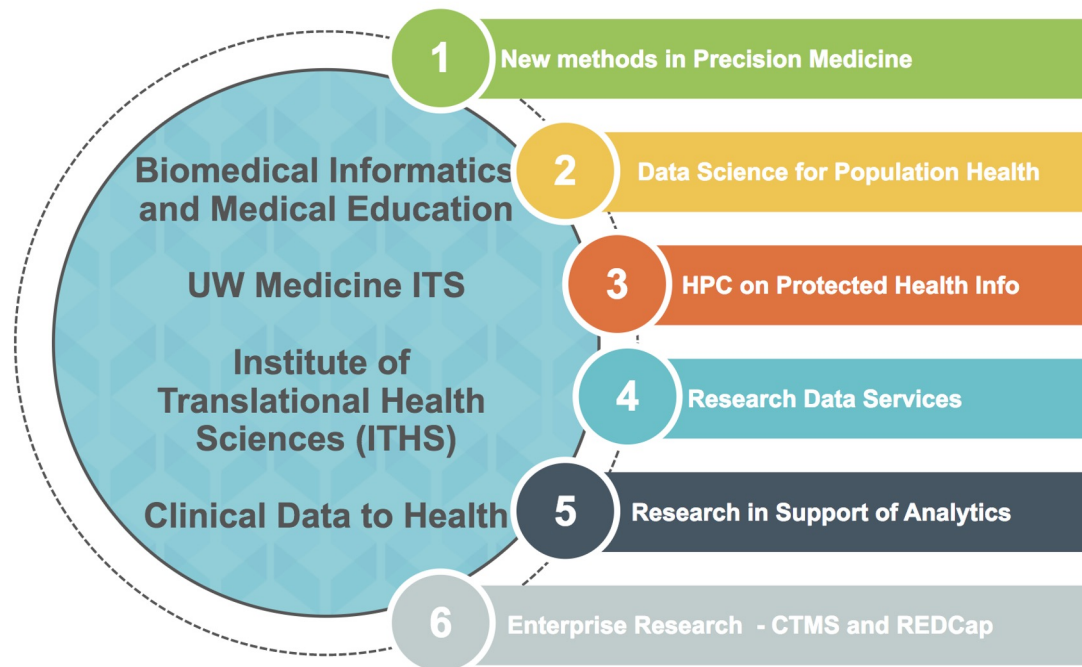 Biomedical Informatics
and Medical Education
UW Medicine ITS
Institute of
Translational Health
Sciences (ITHS)
Clinical Data to Health
1 New methods in Precision Medicine
2 Data Science for Population Health
3 HPC on Protected Health Info
4 Research Data Services
5 Research in Support of Analytics
6 Enterprise Research - CTMS and REDCap